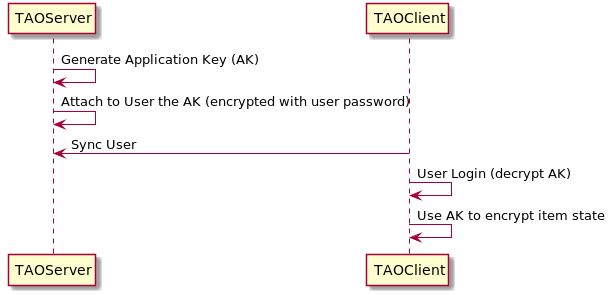 TAOServer
TAOClient
Generate Application Key (AK)
Attach to User the AK (encrypted with user password)
Sync User
User Login (decrypt AK)
Use AK to encrypt item state
TAOServer
TAOClient